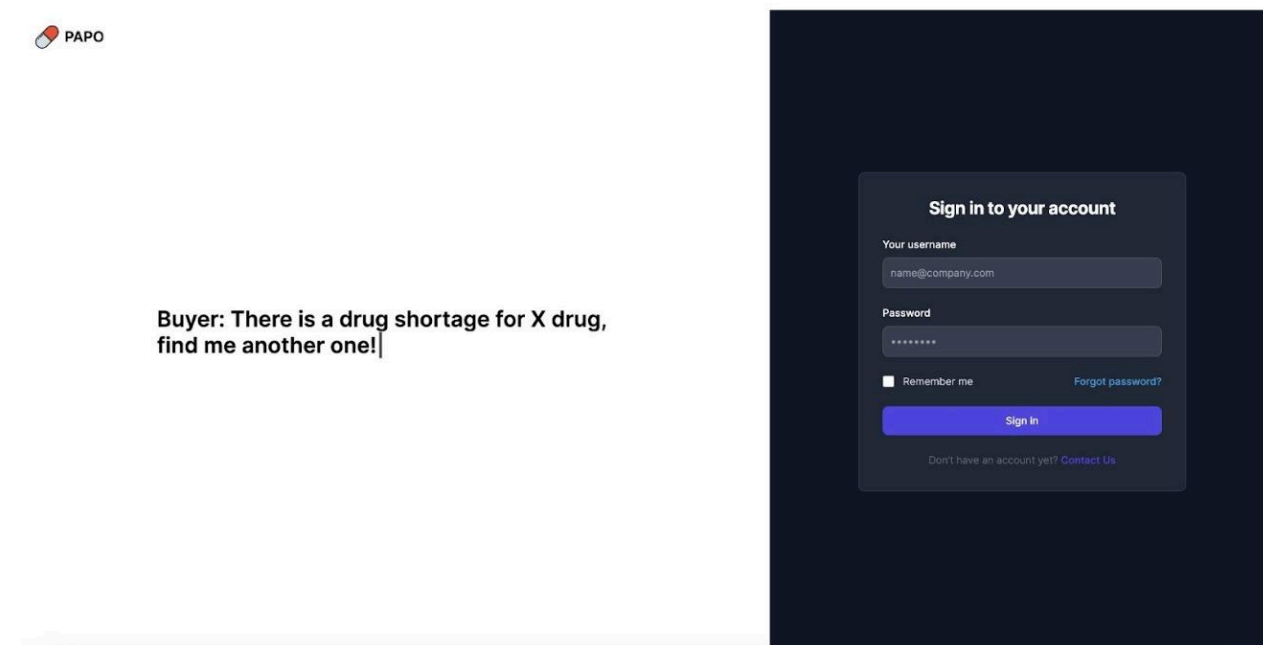 PAPO
Buyer: There is a drug shortage for X drug,
find me another one!
Sign in to your account
Your username
name@company.com
Password
••••••••
Remember me
Forgot password?
Sign in
Don't have an account yet? Contact Us